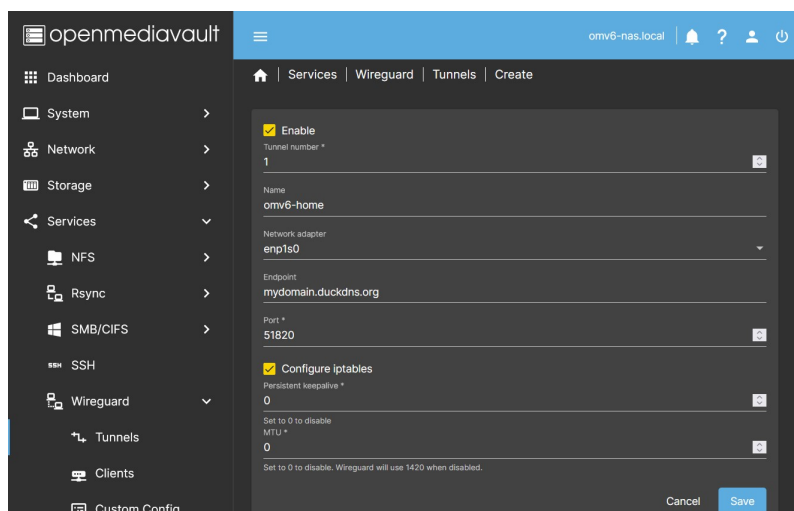 openmediavault
omv6-nas.local
Dashboard
System
Network
Storage
Services
NFS
Rsync
SMB/CIFS
SSH SSH
Wireguard
Tunnels
Clients
Custom Config
| Services | Wireguard | Tunnels | Create
Enable
Tunnel number *
1
Name
omv6-home
Network adapter
enp1s0
Endpoint
mydomain.duckdns.org
Port *
51820
Configure iptables
Persistent keepalive *
0
Set to 0 to disable
MTU *
0
Set to 0 to disable. Wireguard will use 1420 when disabled.
Cancel Save